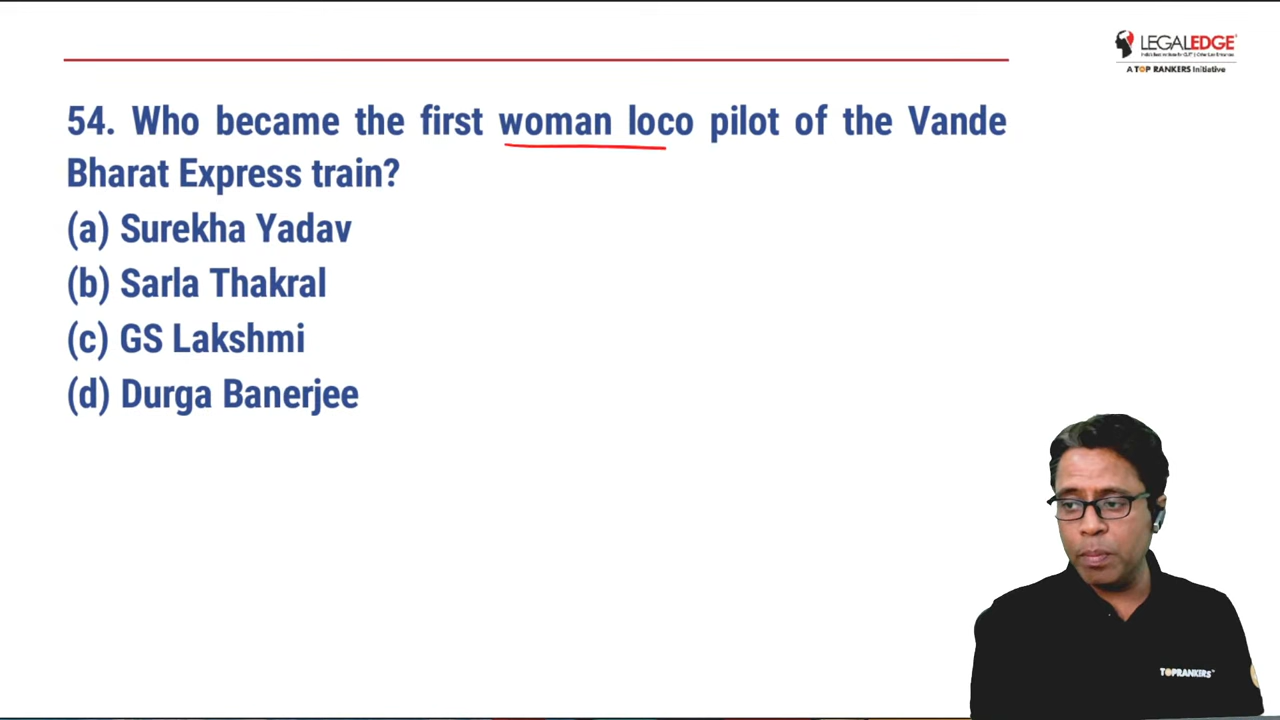 LEGALEDGE
A TOP RANKERS Initiative
54. Who became the first woman loco pilot of the Vande
Bharat Express train?
(a) Surekha Yadav
(b) Sarla Thakral
(c) GS Lakshmi
(d) Durga Banerjee
TOPRANKERS